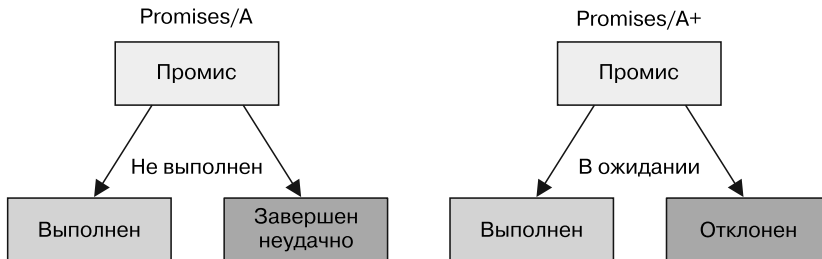 Promises/A
Promises/A+
Промис
Промис
Не выполнен
В ожидании
Выполнен
Завершен
неудачно
Выполнен
Отклонен